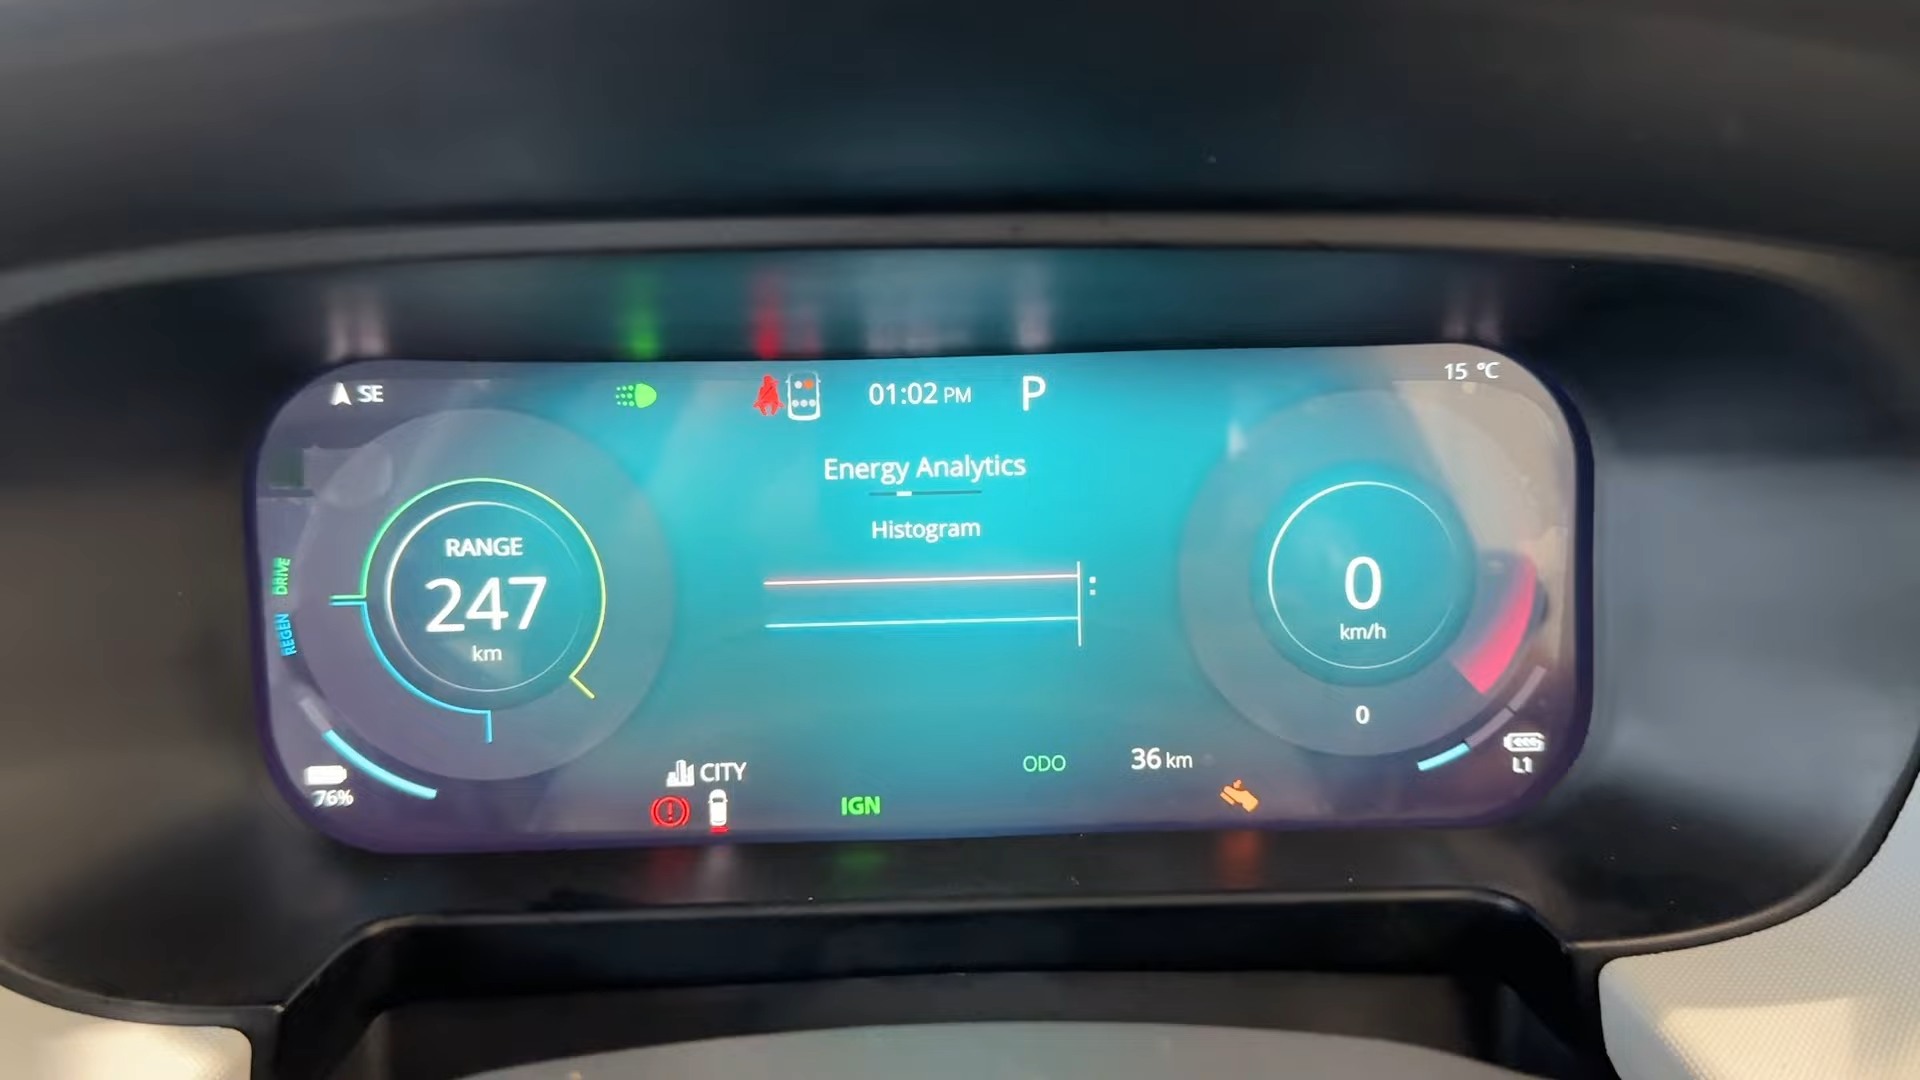 SE
01:02 PM
P
15 °C
Energy Analytics
Histogram
DRIVE
REGEN
RANGE
247
km
0
km/h
0
76%
CITY
IGN
ODO
36 km
L1